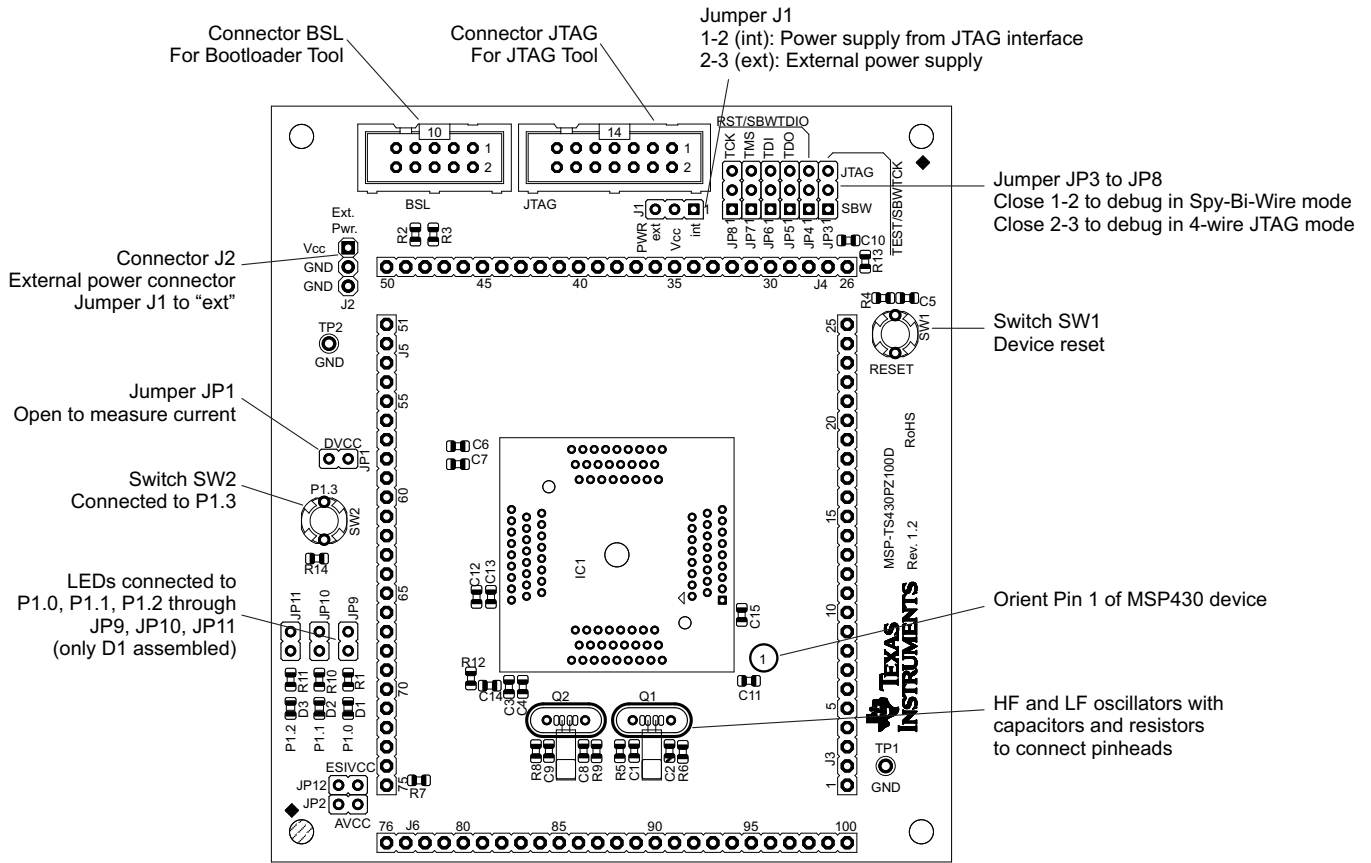 Connector BSL
For Bootloader Tool
Connector JTAG
For JTAG Tool
Jumper J1
1-2 (int): Power supply from JTAG interface
2-3 (ext): External power supply
10
1
2
BSL
14
1
2
JTAG
RST/SBWTDIO
TCK
TMS
TDI
TDO
JTAG
SBW
TEST/SBWTCK
JP8 1
JP7 1
JP6 1
JP5 1
JP4 1
JP3 1
J1
1
PWR
ext
Vcc
int
Jumper JP3 to JP8
Close 1-2 to debug in Spy-Bi-Wire mode
Close 2-3 to debug in 4-wire JTAG mode
Ext.
Pwr.
Vcc
GND
GND
J2
R2
R3
C10
R13
Connector J2
External power connector
Jumper J1 to “ext”
50
45
40
35
30
J4
26
R4
C5
SW1
RESET
Switch SW1
Device reset
TP2
GND
51
J5
55
60
65
70
75
25
20
15
10
5
J3
1
Jumper JP1
Open to measure current
DVCC
JP1
C6
C7
Switch SW2
Connected to P1.3
P1.3
SW2
R14
IC1
C12
C13
C15
MSP-TS430PZ100D
RoHS
Rev. 1.2
TEXAS
INSTRUMENTS
LEDs connected to
P1.0, P1.1, P1.2 through
JP9, JP10, JP11
(only D1 assembled)
JP11
JP10
JP9
R11
R10
R1
D3
D2
D1
P1.2
P1.1
P1.0
Orient Pin 1 of MSP430 device
1
R12
C14
C3
C4
C11
Q2
Q1
R8
C9
C8
R9
R5
C1
C2
R6
HF and LF oscillators with
capacitors and resistors
to connect pinheads
TP1
GND
ESIVCC
JP12
JP2
AVCC
R7
76
J6
80
85
90
95
100